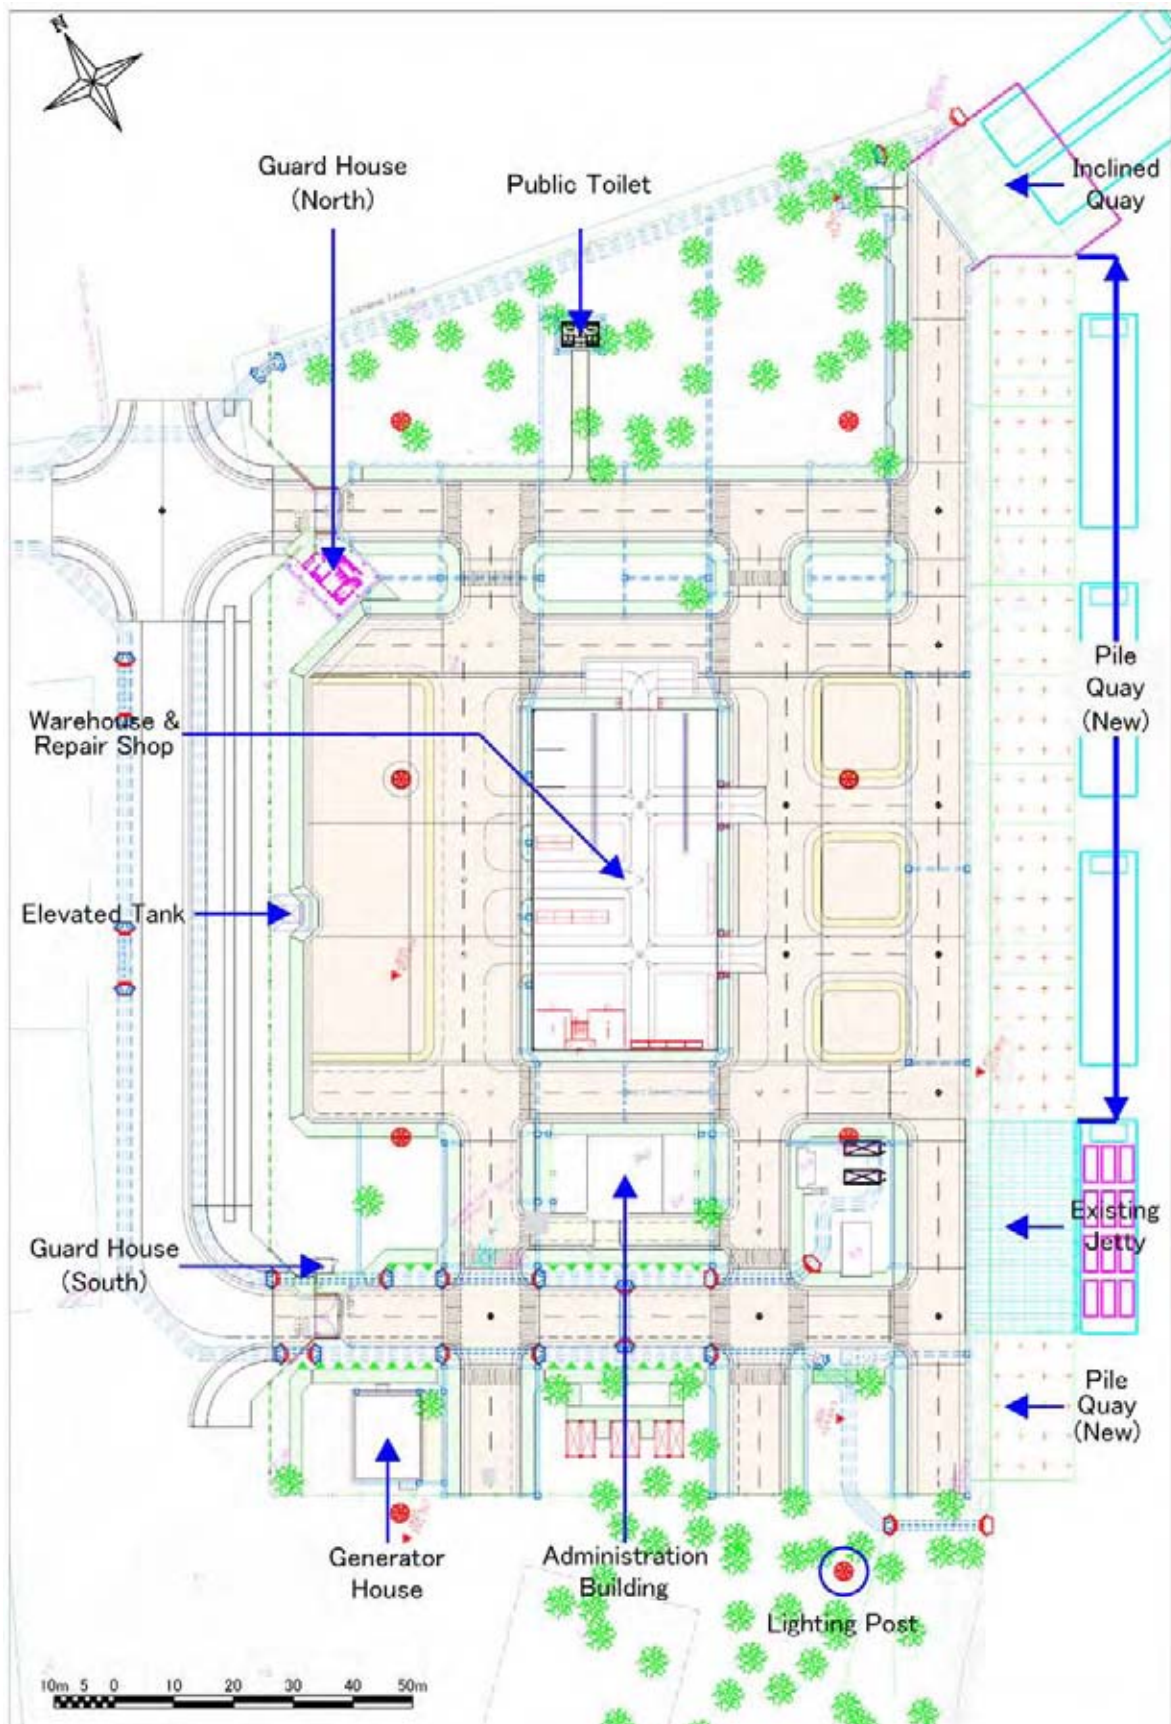 N
Guard House
(North)
Public Toilet
Inclined
Quay
Pile
Quay
(New)
Warehouse &
Repair Shop
Elevated Tank
Guard House
(South)
Existing
Jetty
Pile
Quay
(New)
Generator
House
Administration
Building
Lighting Post
10m 5 0 10 20 30 40 50m